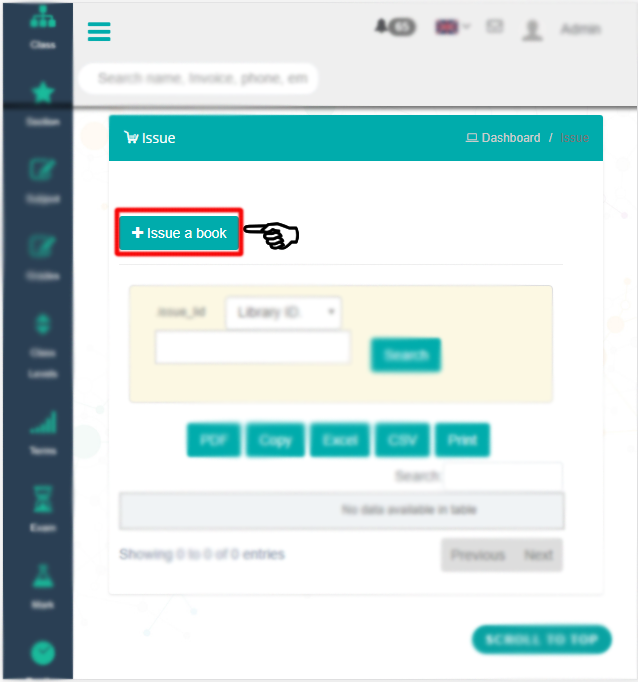 Class
65
Admin
Search name, Invoice, phone, em
Section
Issue
Dashboard / Issue
Subject
+ Issue a book
issue_lid
Library ID.
Class
Levels
Search
PDF Copy Excel CSV Print
Terms
Search:
No data available in table
Exam
Showing 0 to 0 of 0 entries
Previous Next
Mark
SCROLL TO TOP